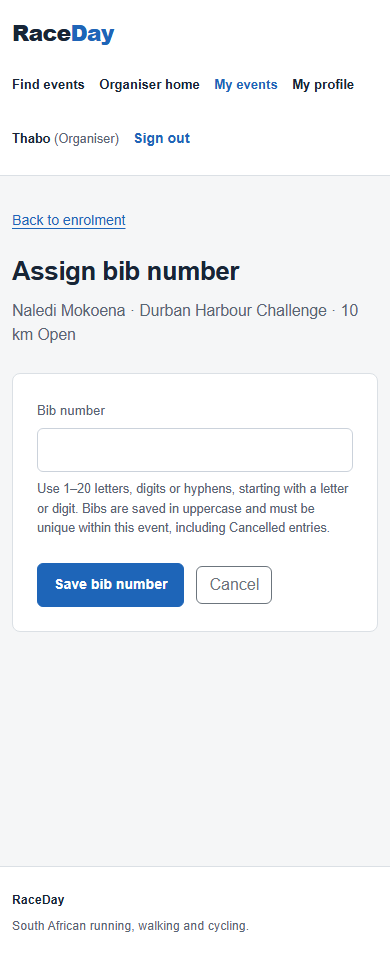 RaceDay
Find events Organiser home My events My profile
Thabo (Organiser) Sign out
Back to enrolment
Assign bib number
Naledi Mokoena · Durban Harbour Challenge · 10
km Open
Bib number
Use 1–20 letters, digits or hyphens, starting with a letter
or digit. Bibs are saved in uppercase and must be
unique within this event, including Cancelled entries.
Save bib number Cancel
RaceDay
South African running, walking and cycling.